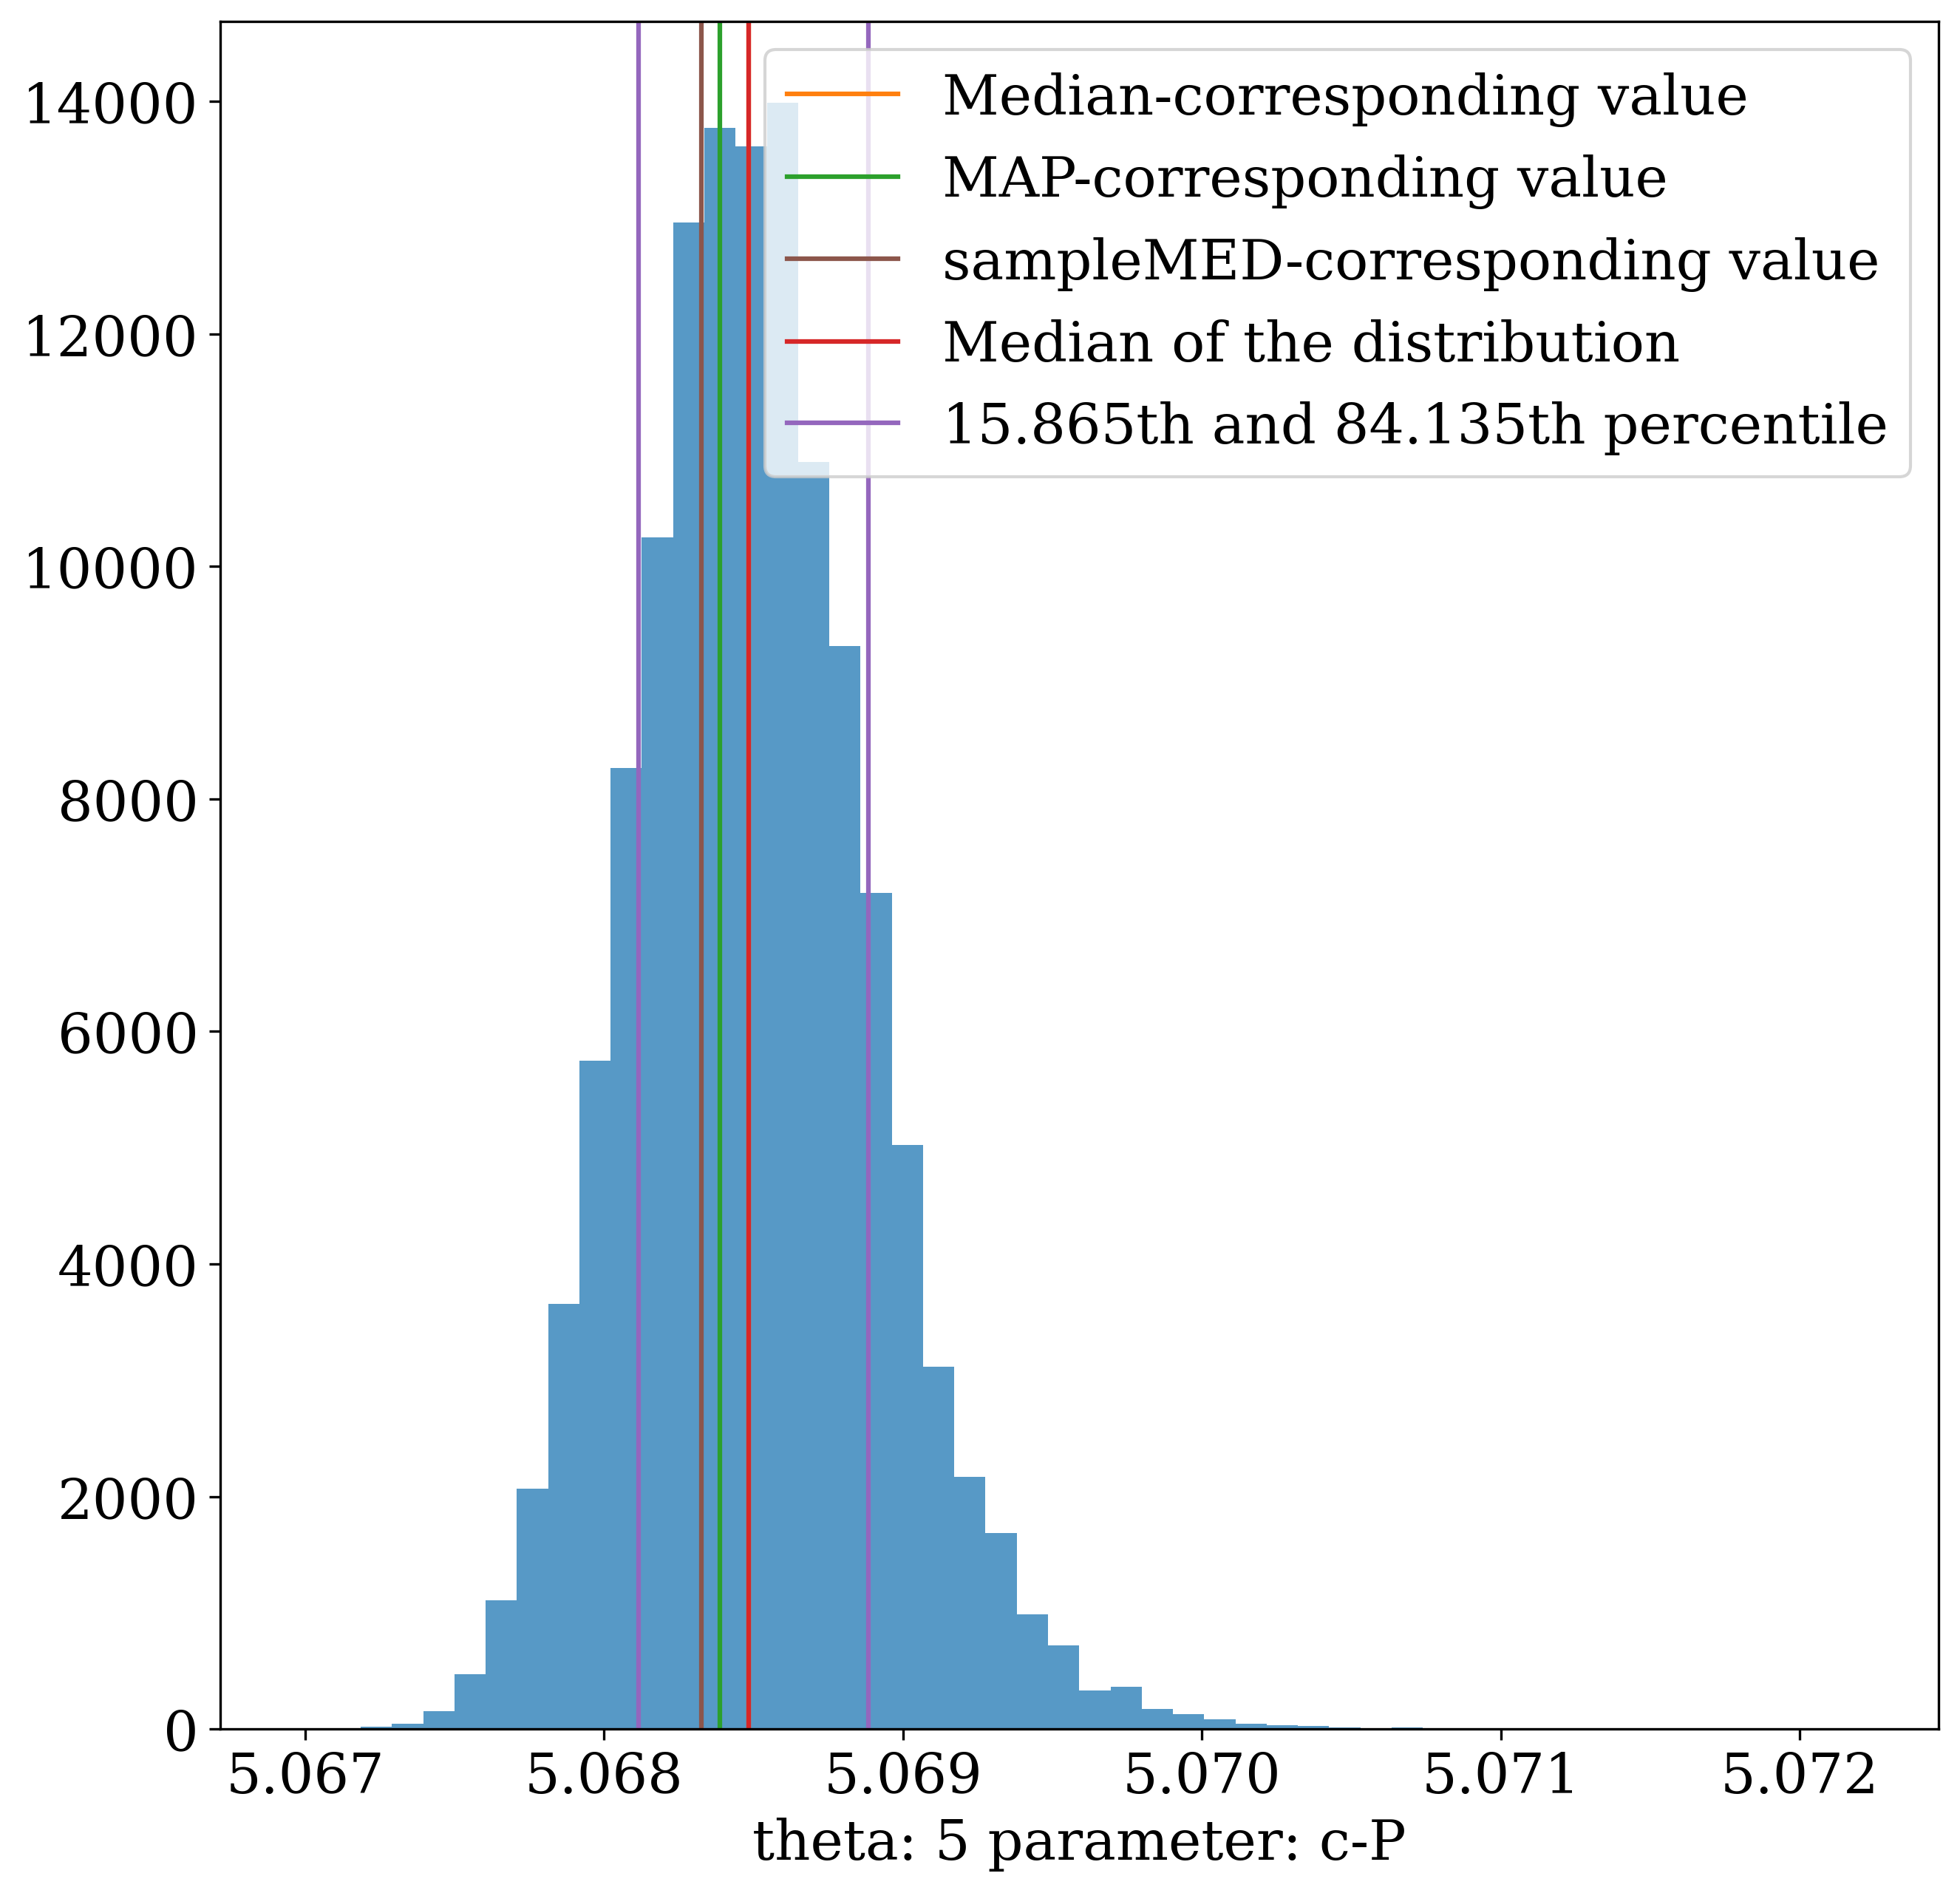 14000
12000
10000
8000
6000
4000
2000
0
Median-corresponding value
MAP-corresponding value
sampleMED-corresponding value
Median of the distribution
15.865th and 84.135th percentile
5.067 5.068 5.069 5.070 5.071 5.072
theta: 5 parameter: c-P